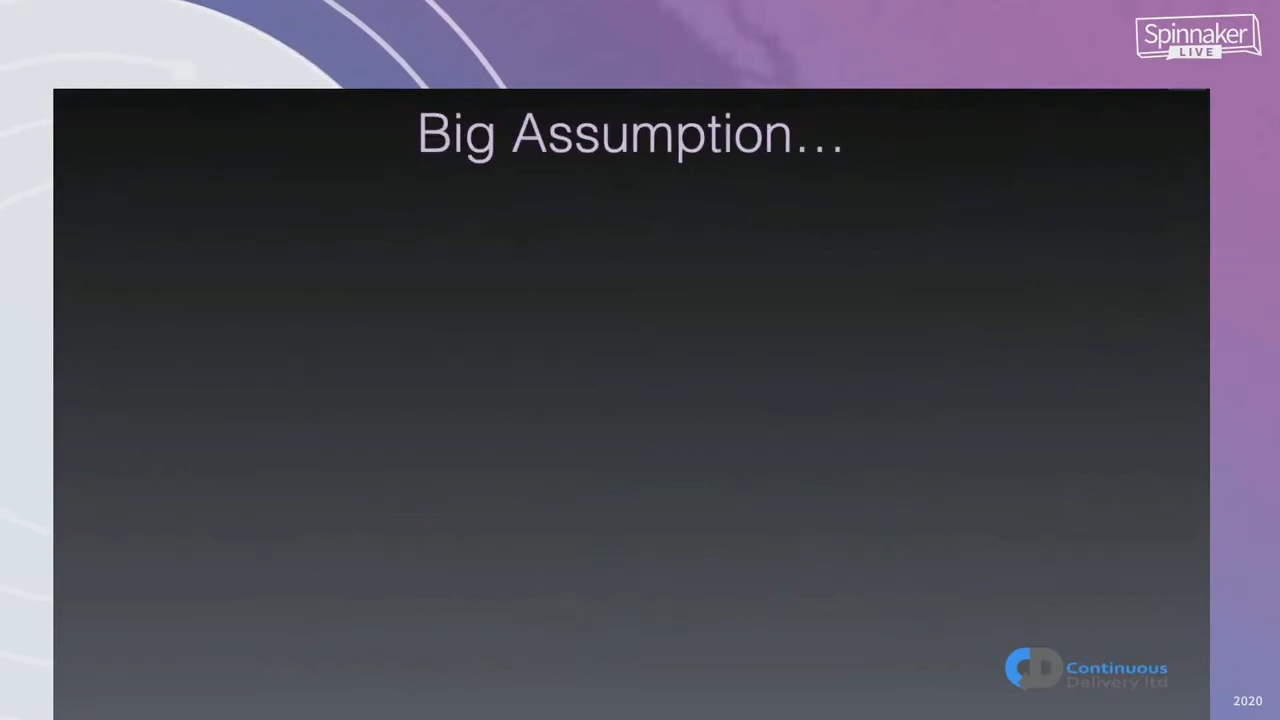 Spinnaker
LIVE
Big Assumption...
Continuous
Delivery ltd
2020